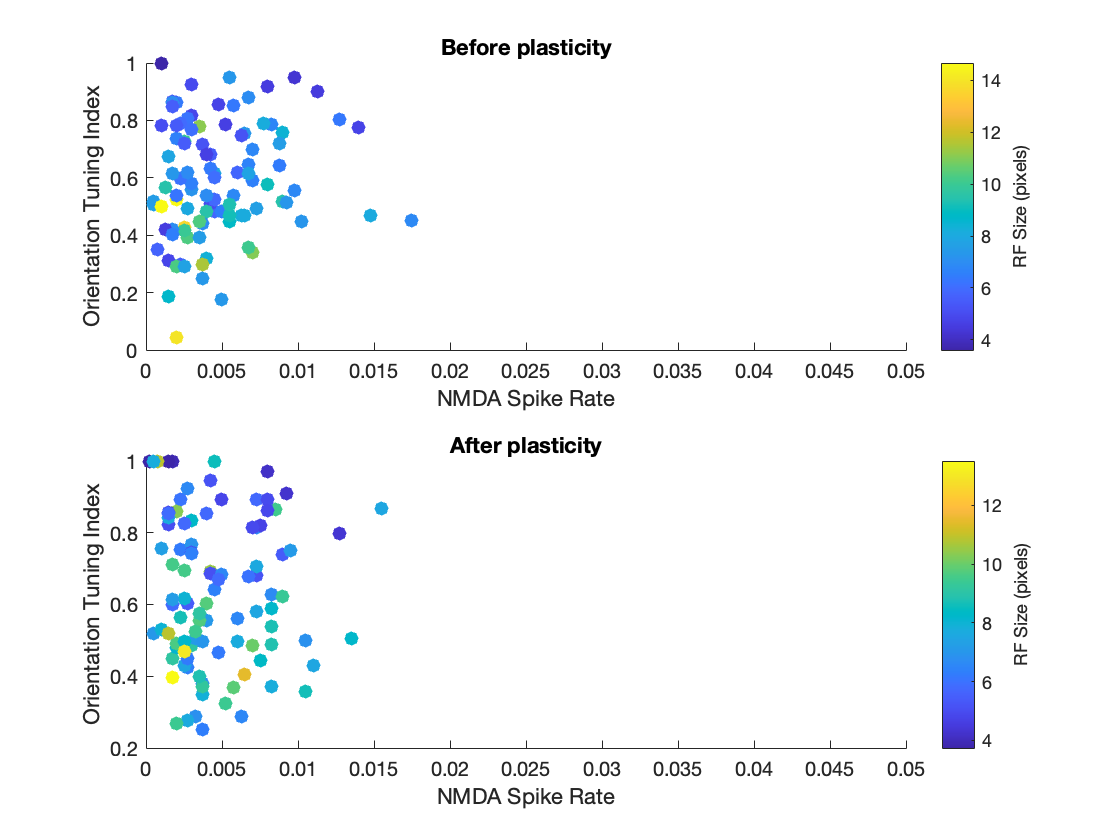 Before plasticity
1
0.8
0.6
0.4
0.2
0
Orientation Tuning Index
0 0.005 0.01 0.015 0.02 0.025 0.03 0.035 0.04 0.045 0.05
NMDA Spike Rate
14
12
10
8
6
4
RF Size (pixels)
After plasticity
1
0.8
0.6
0.4
0.2
Orientation Tuning Index
0 0.005 0.01 0.015 0.02 0.025 0.03 0.035 0.04 0.045 0.05
NMDA Spike Rate
12
10
8
6
4
RF Size (pixels)